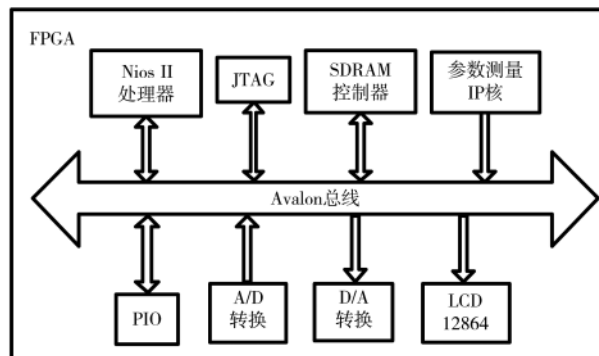 FPGA
Nios II
处理器
JTAG
SDRAM
控制器
参数测量
IP核
Avalon总线
PIO
A/D
转换
D/A
转换
LCD
12864